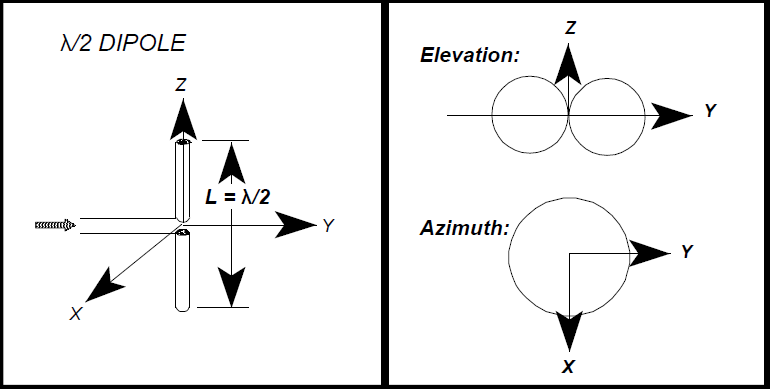 λ/2 DIPOLE
Z
L = λ/2
Y
X
Elevation:
Z
Y
Azimuth:
Y
X